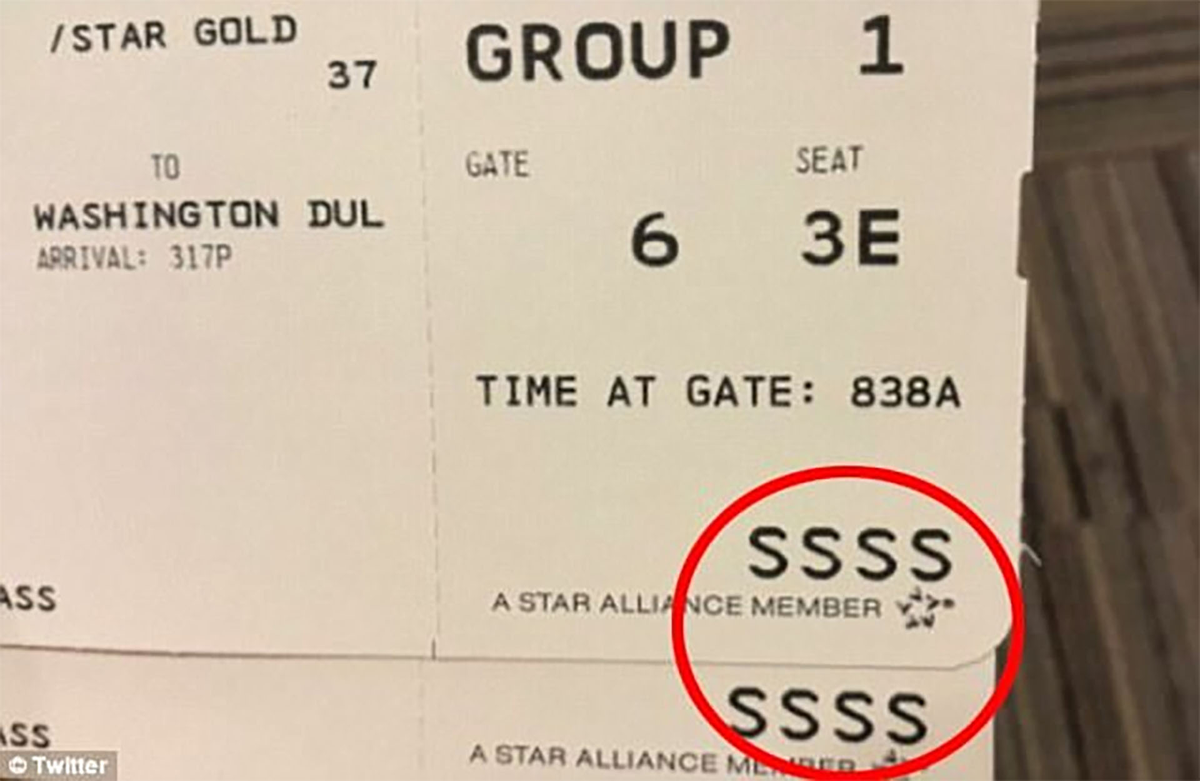 /STAR GOLD
37
TO
WASHINGTON DUL
ARRIVAL: 317P
ASS
GROUP 1
GATE SEAT
6 3E
TIME AT GATE: 838A
SSSS
A STAR ALLIANCE MEMBER
ASS
SSSS
A STAR ALLIANCE MEMBER
© Twitter